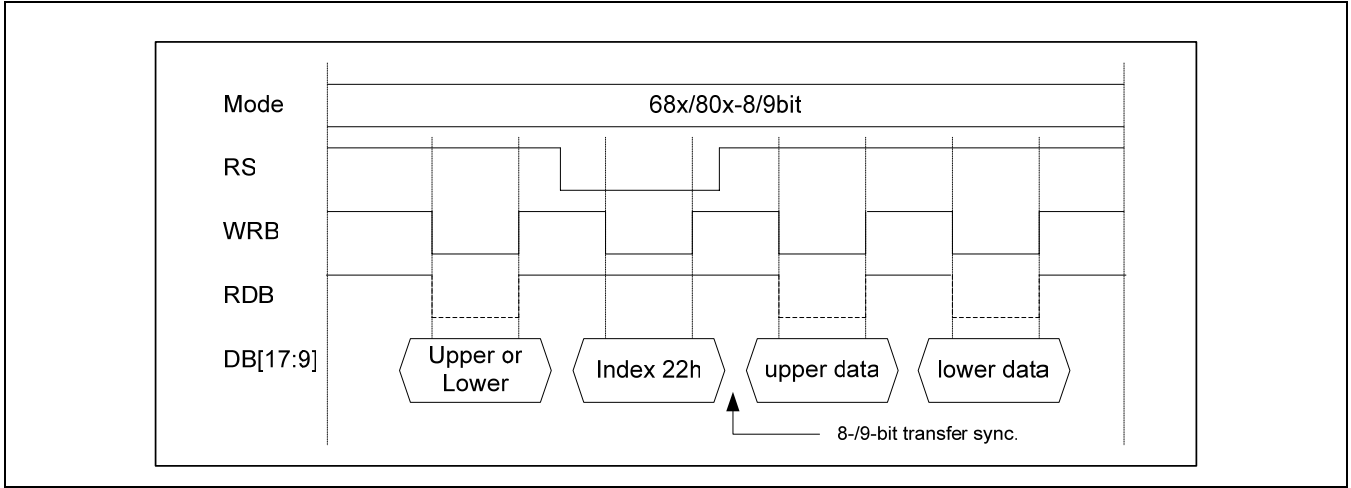 Mode
68x/80x-8/9bit
RS
WRB
RDB
DB[17:9]
Upper or
Lower
Index 22h
upper data
lower data
8-/9-bit transfer sync.